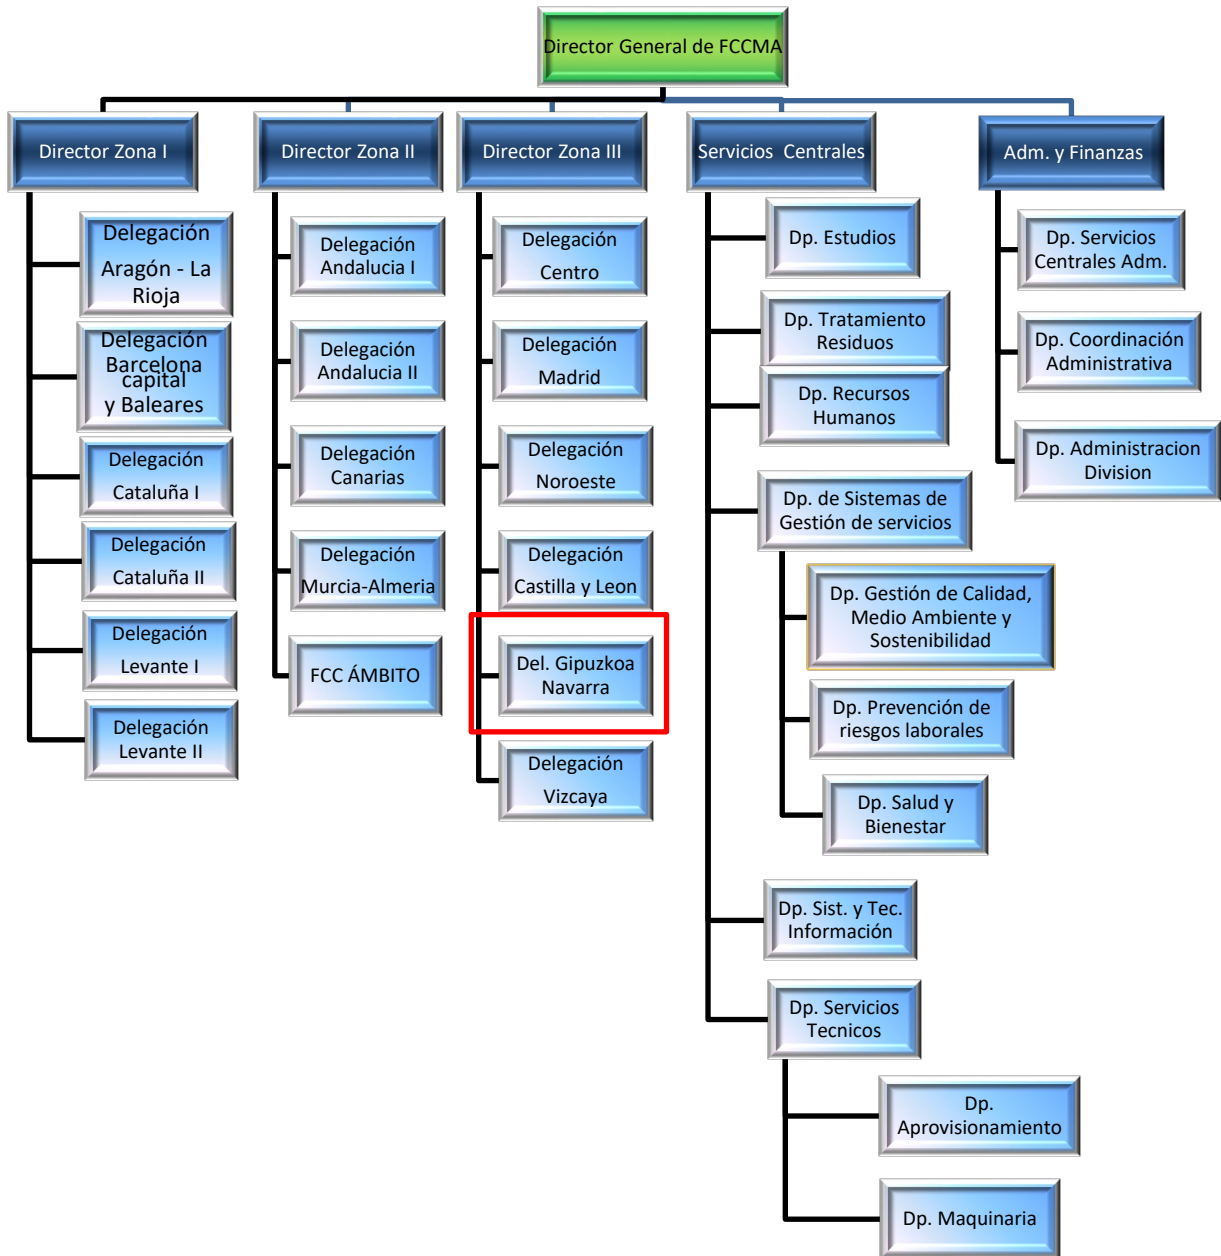 Director General de FCCMA
Director Zona I
Director Zona II
Director Zona III
Servicios Centrales
Adm. y Finanzas
Delegación
Aragón - La
Rioja
Delegación
Barcelona
capital
y Baleares
Delegación
Cataluña I
Delegación
Cataluña II
Delegación
Levante I
Delegación
Levante II
Delegación
Andalucia I
Delegación
Andalucia II
Delegación
Canarias
Delegación
Murcia-Almeria
FCC ÁMBITO
Delegación
Centro
Delegación
Madrid
Delegación
Noroeste
Delegación
Castilla y Leon
Del. Gipuzkoa
Navarra
Delegación
Vizcaya
Dp. Estudios
Dp. Tratamiento
Residuos
Dp. Recursos
Humanos
Dp. de Sistemas de
Gestión de servicios
Dp. Gestión de Calidad,
Medio Ambiente y
Sostenibilidad
Dp. Prevención de
riesgos laborales
Dp. Salud y
Bienestar
Dp. Sist. y Tec.
Información
Dp. Servicios
Tecnicos
Dp.
Aprovisionamiento
Dp. Maquinaria
Dp. Servicios
Centrales Adm.
Dp. Coordinación
Administrativa
Dp. Administracion
Division